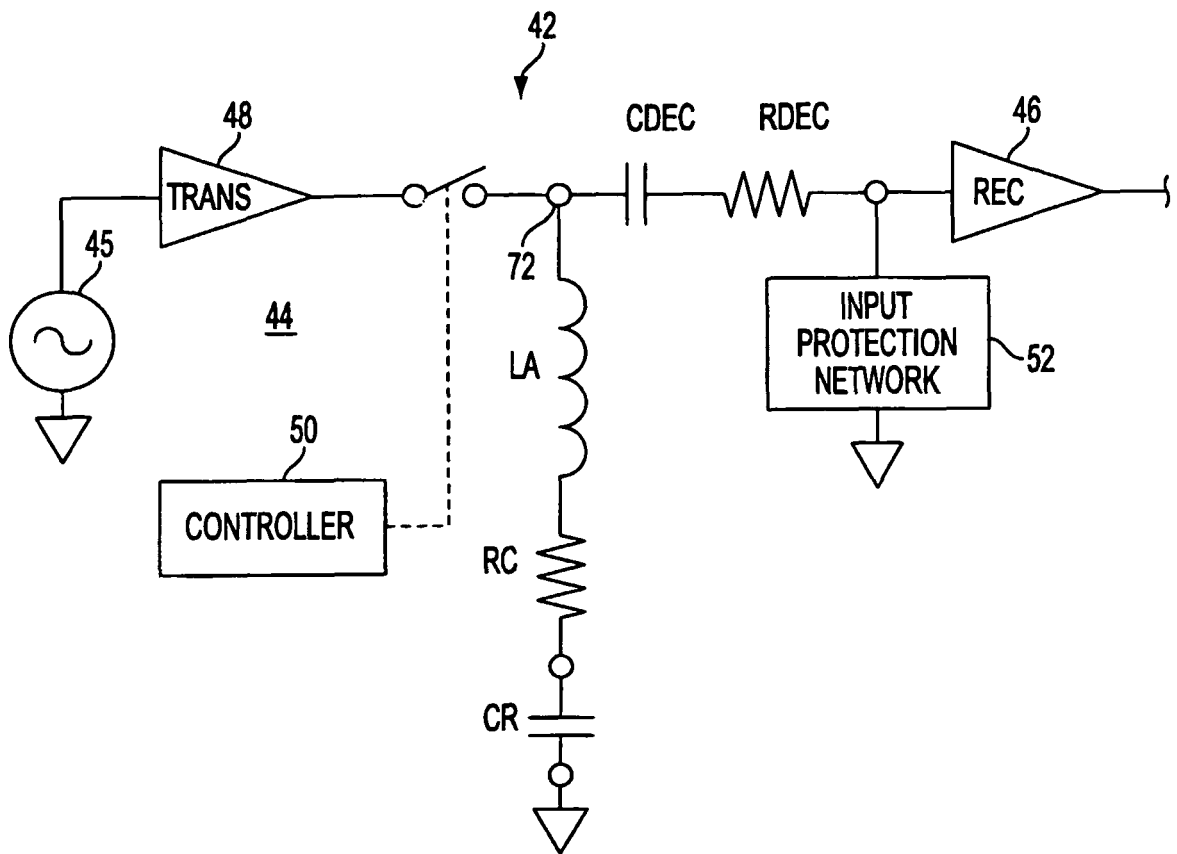 42
48
TRANS
CDEC
RDEC
46
REC
45
72
44
LA
INPUT
PROTECTION
NETWORK
52
50
CONTROLLER
RC
CR